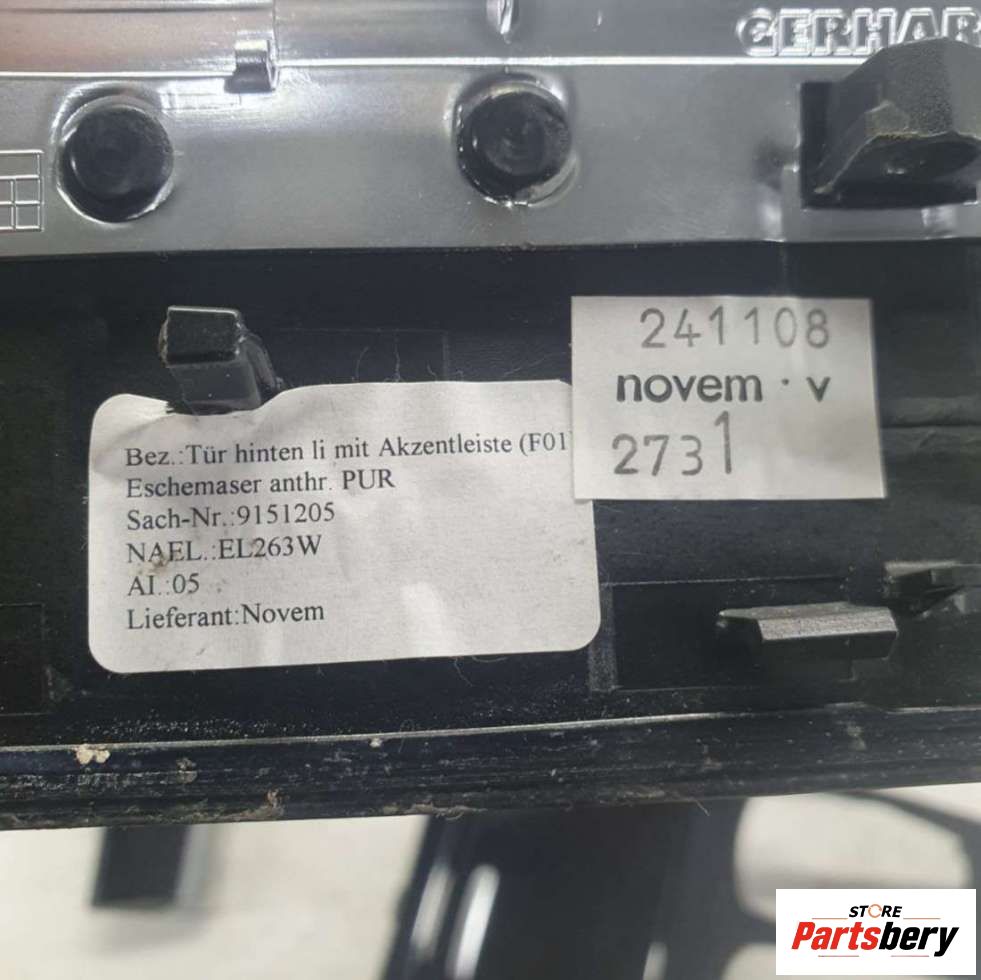 GERHAR
241108
novem · v
2731
Bez.:Tür hinten li mit Akzentleiste (F01
Eschemaser anthr. PUR
Sach-Nr.:9151205
NAEL.:EL263W
AI.:05
Lieferant:Novem
STORE
Partsbery